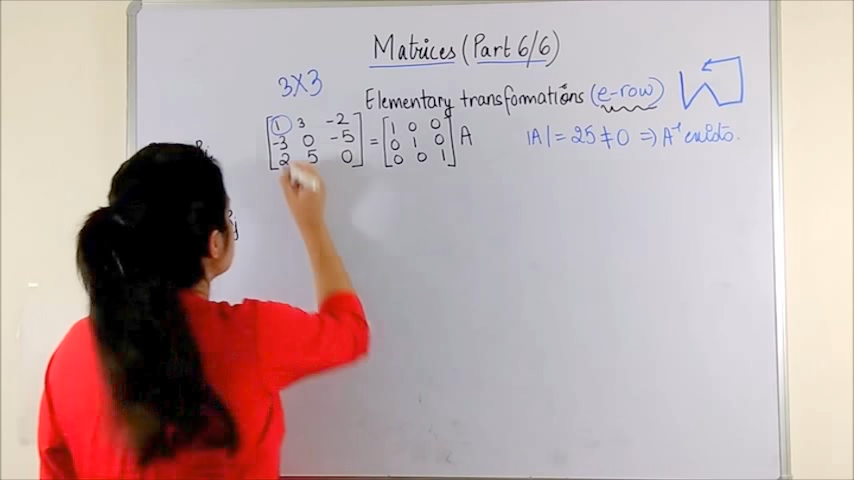 Matrices (Part 6/6)
3X3
Elementary transformations (e-row)
[1 3 -2] = [1 0 0] A |A| = 25 ≠ 0 ⇒ A⁻¹ exists.
[-3 0 -5] [0 1 0]
[2 5 0] [0 0 1]